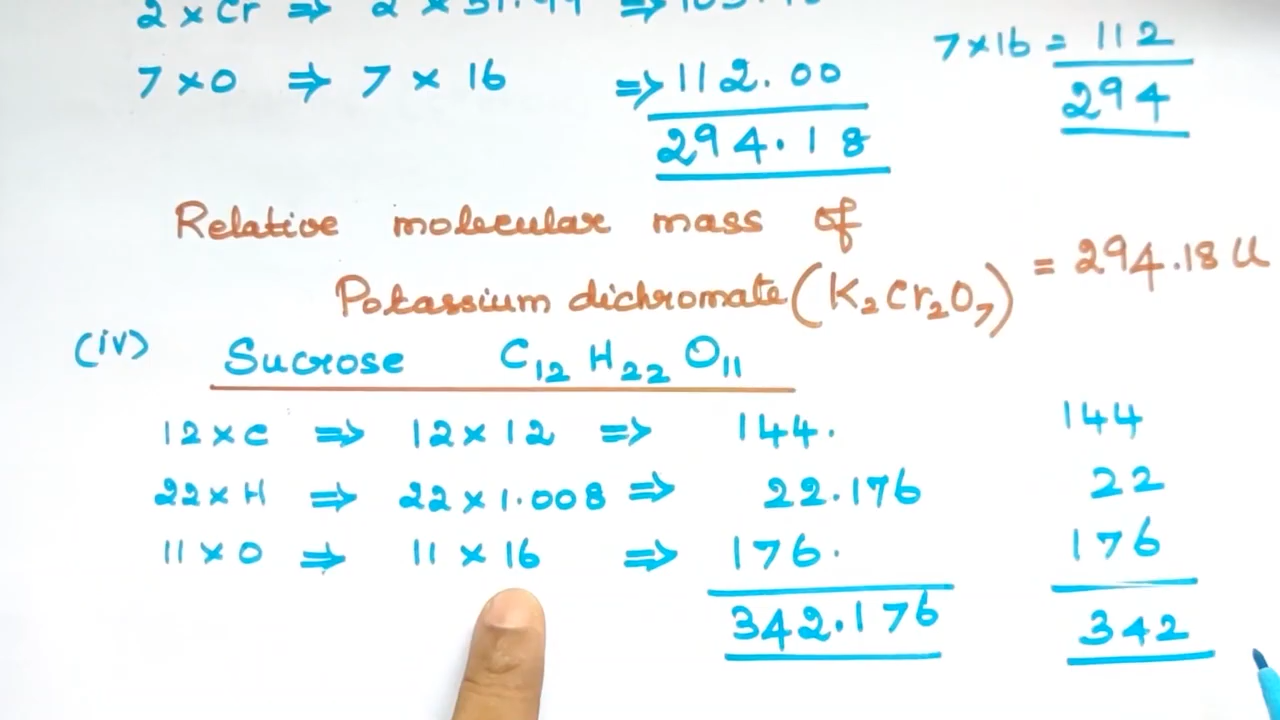 7 × 0 ⇒ 7 × 16 ⇒ 112.00
7×16 = 112
294.18
294
Relative molecular mass of
Potassium dichromate (K₂Cr₂O₇) = 294.18 u
(iv) Sucrose C₁₂ H₂₂ O₁₁
12 × C ⇒ 12 × 12 ⇒ 144. 144
22 × H ⇒ 22 × 1.008 ⇒ 22.176 22
11 × 0 ⇒ 11 × 16 ⇒ 176. 176
342.176 342